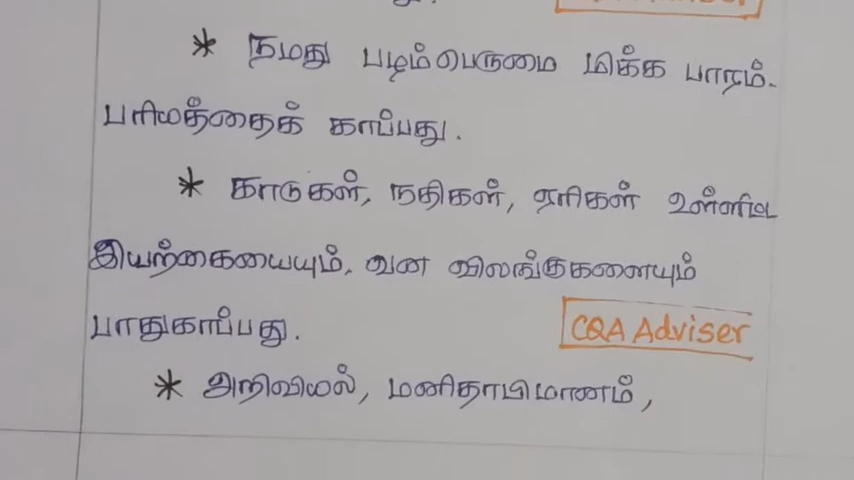 * நமது பழம்பெருமை மிக்க பாரம்-
பரியத்தைக் காப்பது.
* காடுகள், நதிகள், ஏரிகள் உள்ளிட்ட
இயற்கையையும், வன விலங்குகளையும்
பாதுகாப்பது.
CQA Adviser
* அறிவியல், மனிதாபிமானம்,